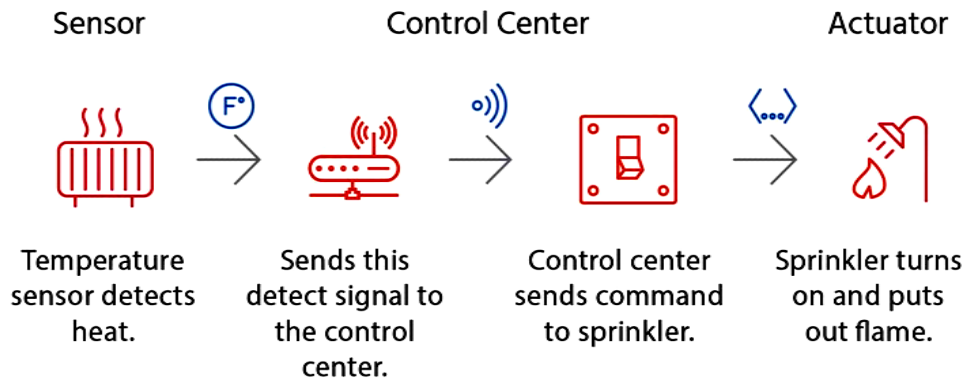 Sensor
Control Center
Actuator
F°
Temperature
sensor detects
heat.
Sends this
detect signal to
the control
center.
Control center
sends command
to sprinkler.
Sprinkler turns
on and puts
out flame.